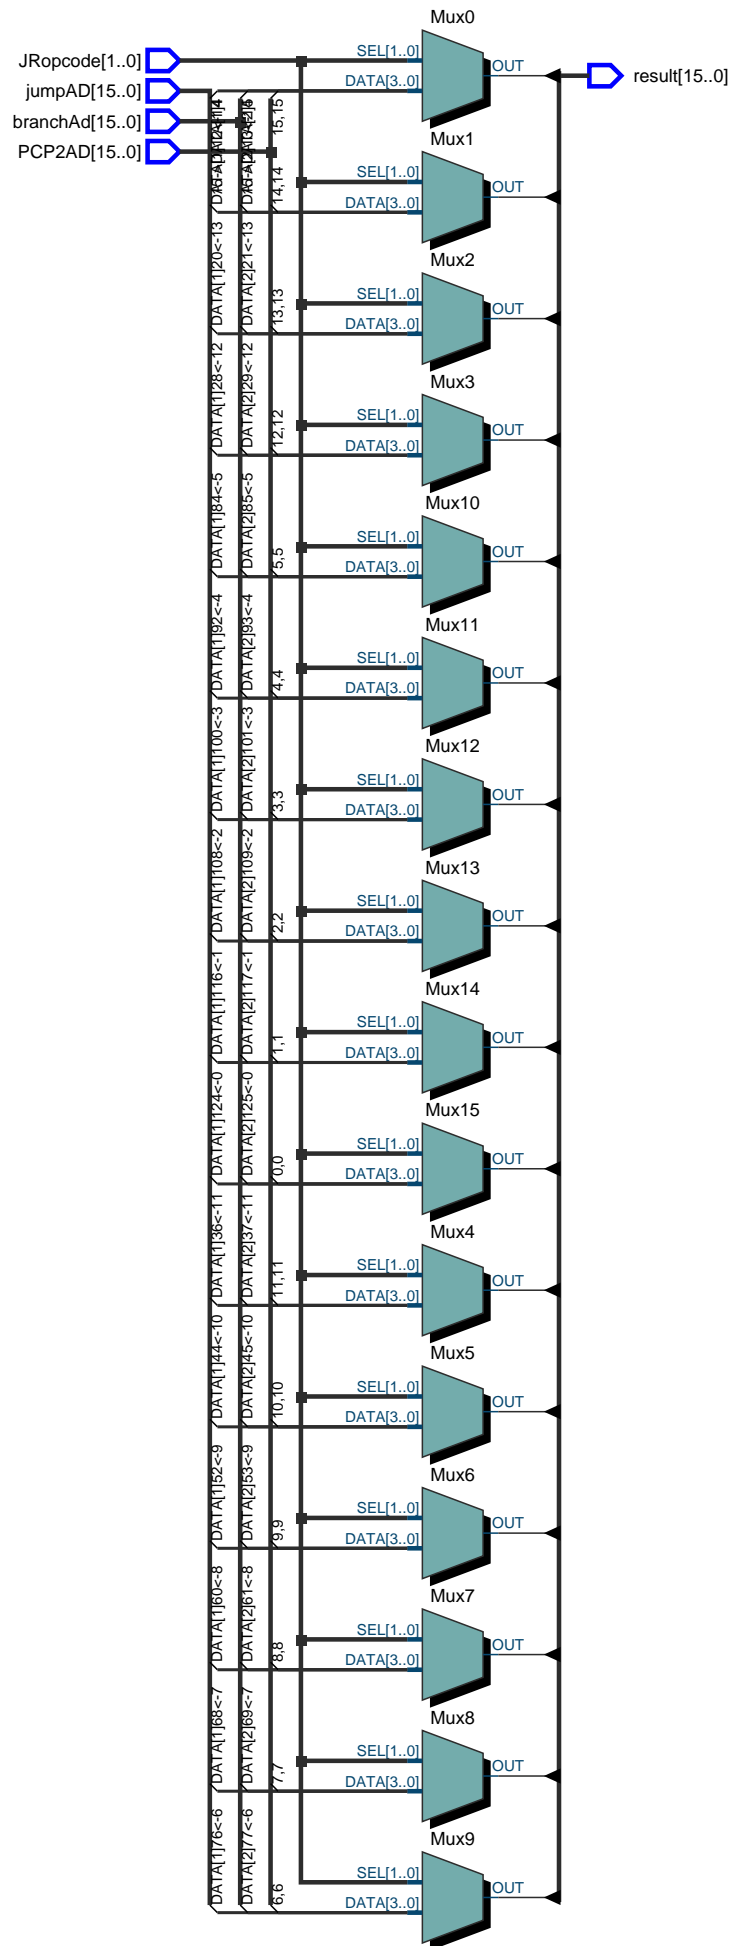 Mux0
JRopcode[1..0]
SEL[1..0]
OUT
result[15..0]
jumpAD[15..0]
DATA[3..0]
branchAd[15..0]
15,15
PCP2AD[15..0]
Mux1
SEL[1..0]
OUT
14,14
DATA[3..0]
Mux2
DATA[1]20<-13
DATA[2]21<-13
13,13
SEL[1..0]
OUT
DATA[3..0]
Mux3
DATA[1]28<-12
DATA[2]29<-12
12,12
SEL[1..0]
OUT
DATA[3..0]
Mux10
DATA[1]84<-5
DATA[2]85<-5
5,5
SEL[1..0]
OUT
DATA[3..0]
Mux11
DATA[1]92<-4
DATA[2]93<-4
4,4
SEL[1..0]
OUT
DATA[3..0]
Mux12
DATA[1]100<-3
DATA[2]101<-3
3,3
SEL[1..0]
OUT
DATA[3..0]
Mux13
DATA[1]108<-2
DATA[2]109<-2
2,2
SEL[1..0]
OUT
DATA[3..0]
Mux14
DATA[1]116<-1
DATA[2]117<-1
1,1
SEL[1..0]
OUT
DATA[3..0]
Mux15
DATA[1]124<-0
DATA[2]125<-0
0,0
SEL[1..0]
OUT
DATA[3..0]
Mux4
DATA[1]36<-11
DATA[2]37<-11
11,11
SEL[1..0]
OUT
DATA[3..0]
Mux5
DATA[1]44<-10
DATA[2]45<-10
10,10
SEL[1..0]
OUT
DATA[3..0]
Mux6
DATA[1]52<-9
DATA[2]53<-9
9,9
SEL[1..0]
OUT
DATA[3..0]
Mux7
DATA[1]60<-8
DATA[2]61<-8
8,8
SEL[1..0]
OUT
DATA[3..0]
Mux8
DATA[1]68<-7
DATA[2]69<-7
7,7
SEL[1..0]
OUT
DATA[3..0]
Mux9
DATA[1]76<-6
DATA[2]77<-6
6,6
SEL[1..0]
OUT
DATA[3..0]